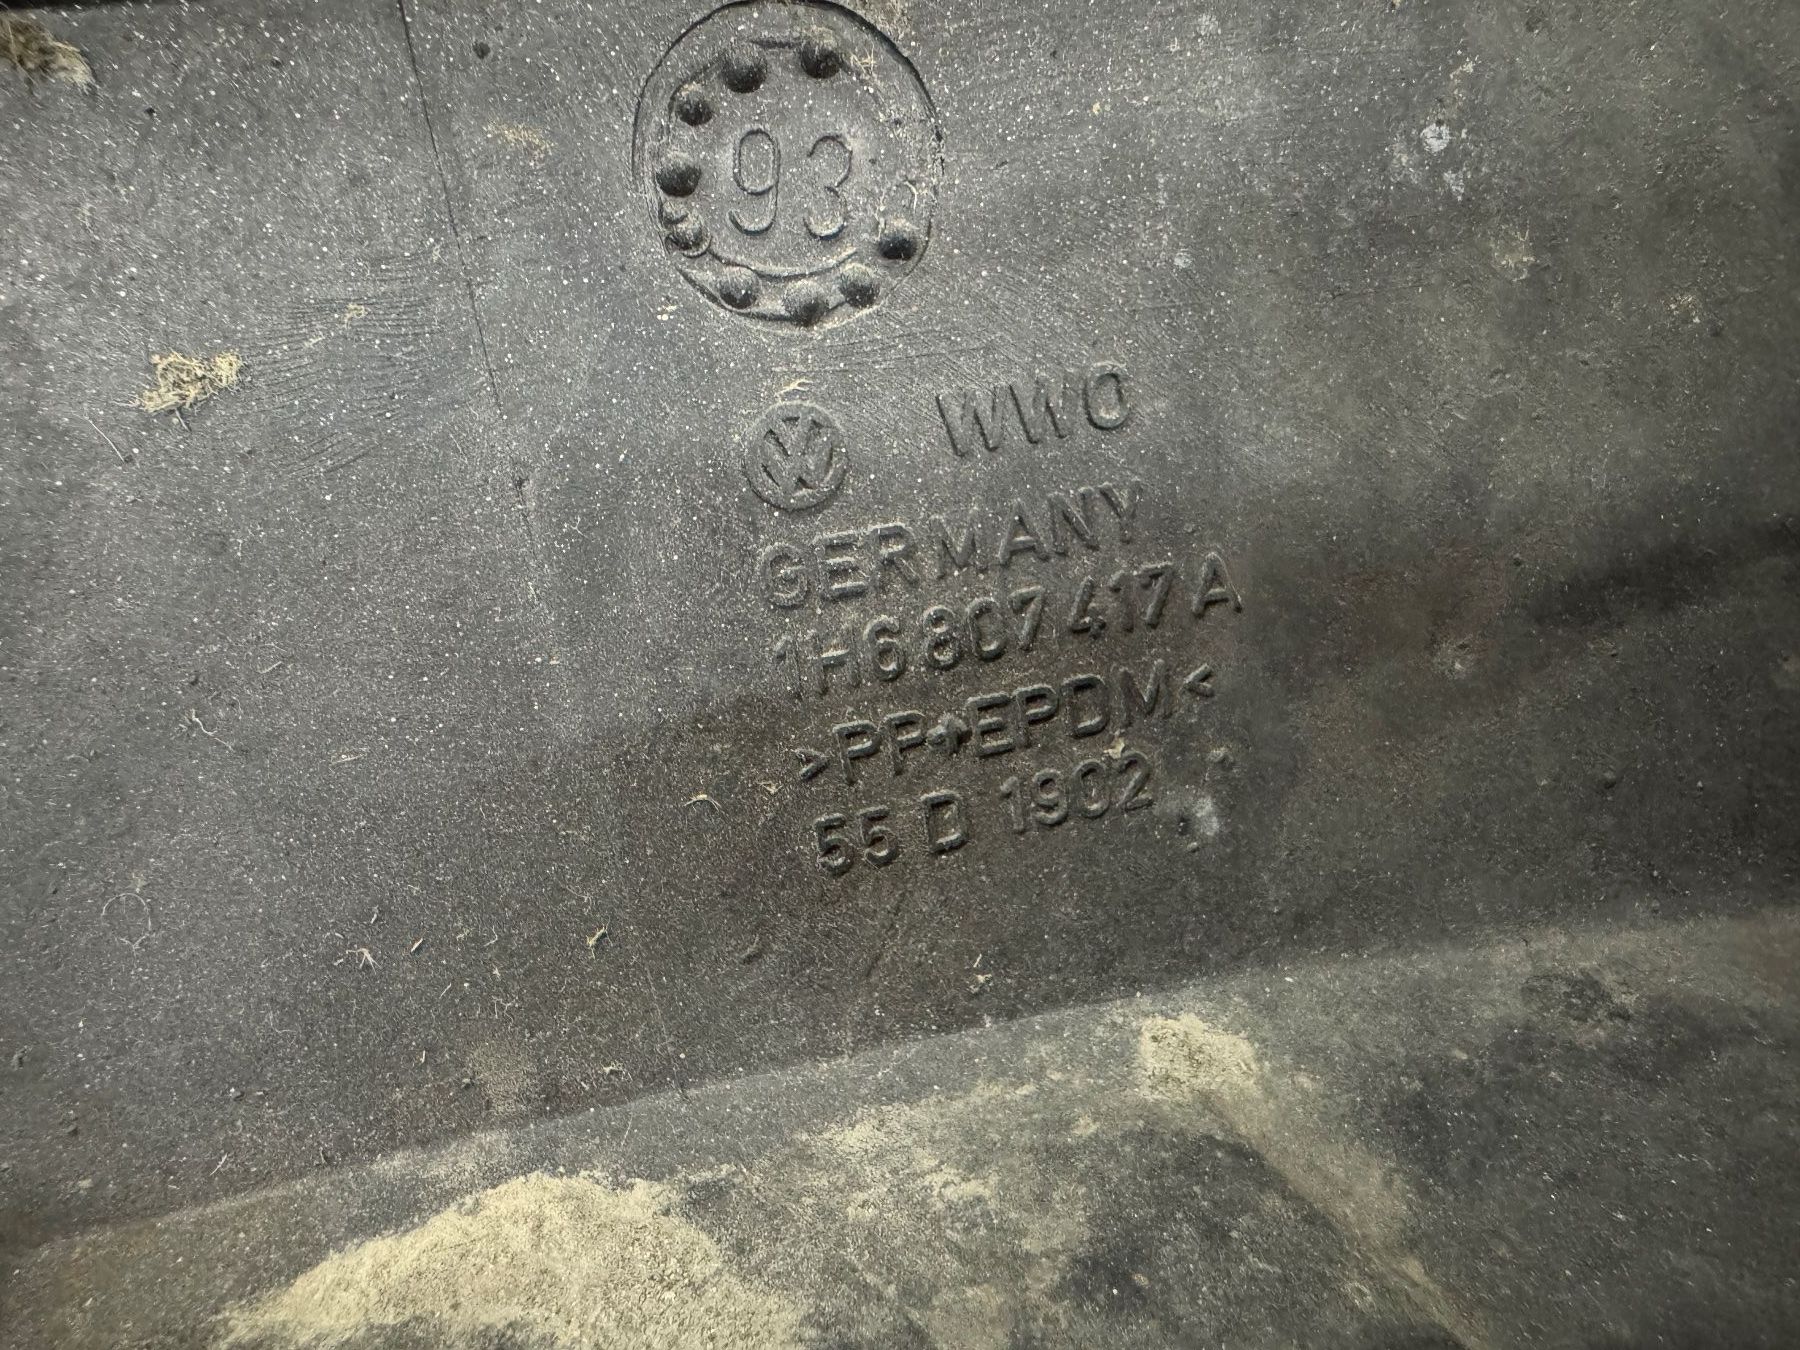 93
WWO
GERMANY
1H6 807 417 A
>PP+EPDM<
55 D 1902